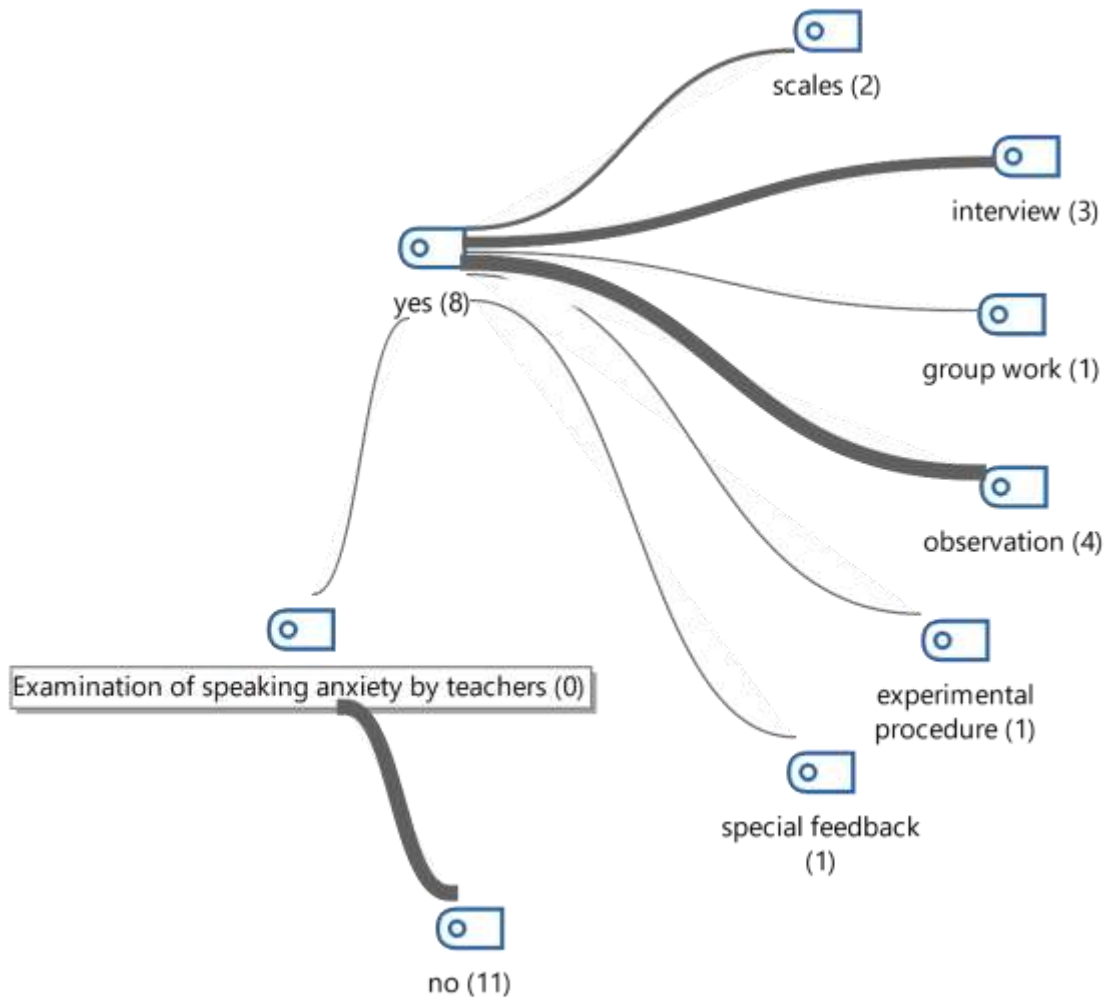 scales (2)
interview (3)
yes (8)
group work (1)
observation (4)
Examination of speaking anxiety by teachers (0)
experimental
procedure (1)
special feedback
(1)
no (11)